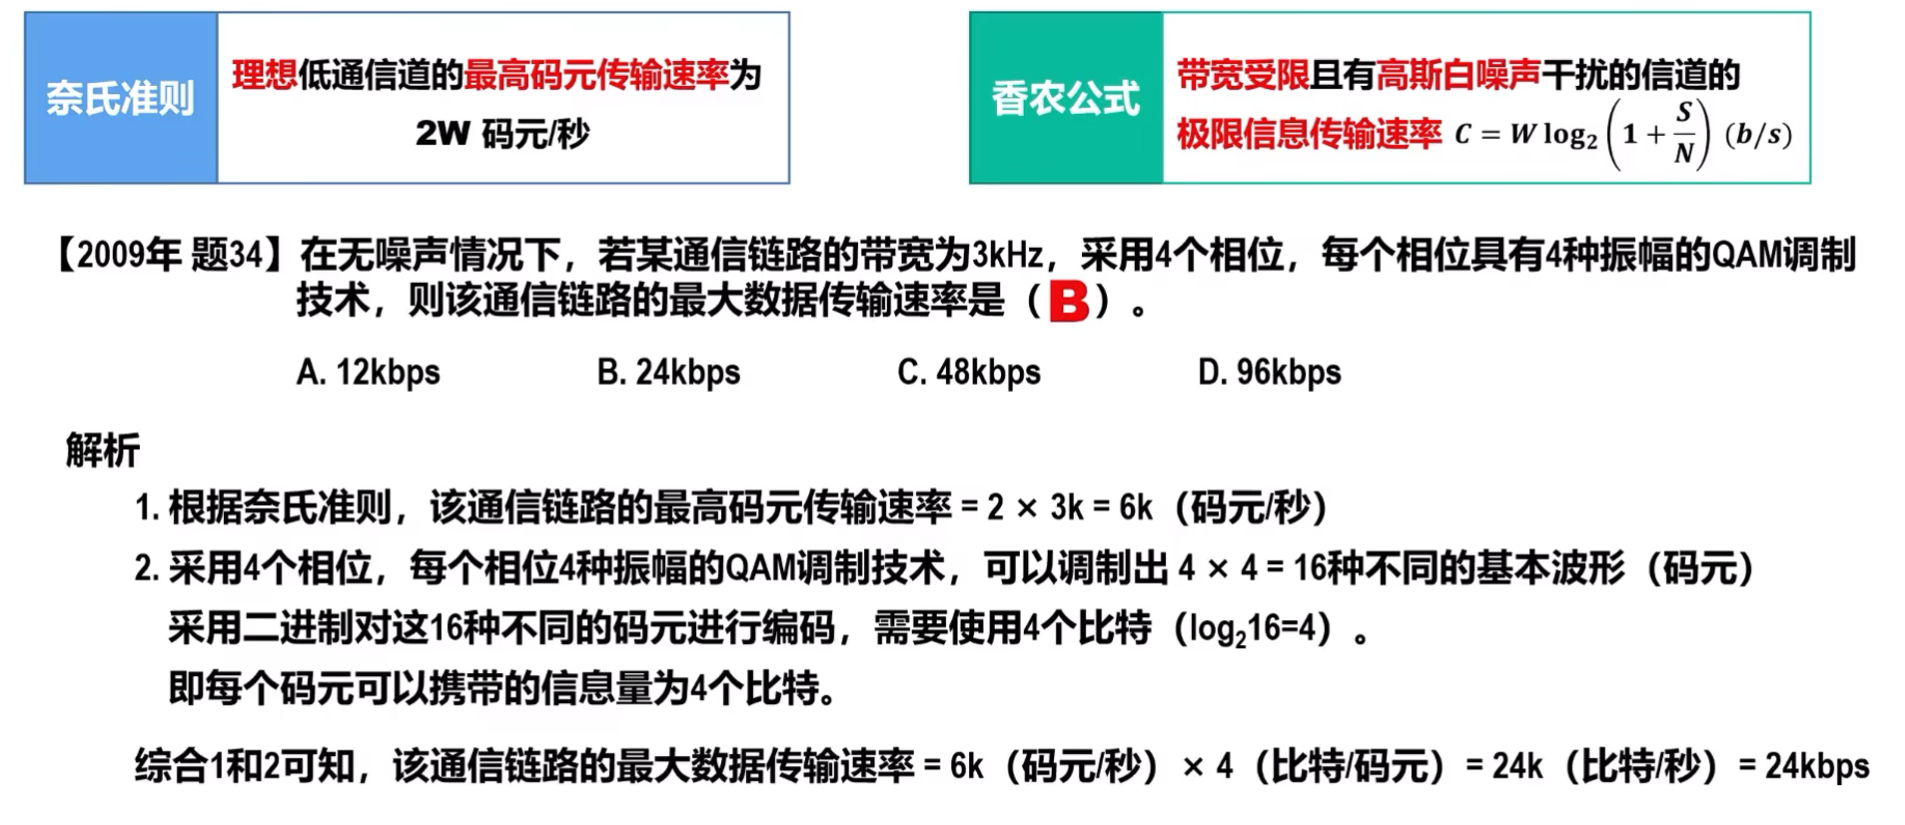 奈氏准则
理想低通信道的最高码元传输速率为
2W 码元/秒
香农公式
带宽受限且有高斯白噪声干扰的信道的
极限信息传输速率 C = W log₂(1 + S/N) (b/s)
【2009年 题34】在无噪声情况下，若某通信链路的带宽为3kHz，采用4个相位，每个相位具有4种振幅的QAM调制
技术，则该通信链路的最大数据传输速率是（B）。
A. 12kbps B. 24kbps C. 48kbps D. 96kbps
解析
1. 根据奈氏准则，该通信链路的最高码元传输速率 = 2 × 3k = 6k（码元/秒）
2. 采用4个相位，每个相位4种振幅的QAM调制技术，可以调制出 4 × 4 = 16种不同的基本波形（码元）
采用二进制对这16种不同的码元进行编码，需要使用4个比特（log₂16=4）。
即每个码元可以携带的信息量为4个比特。
综合1和2可知，该通信链路的最大数据传输速率 = 6k（码元/秒）× 4（比特/码元）= 24k（比特/秒）= 24kbps